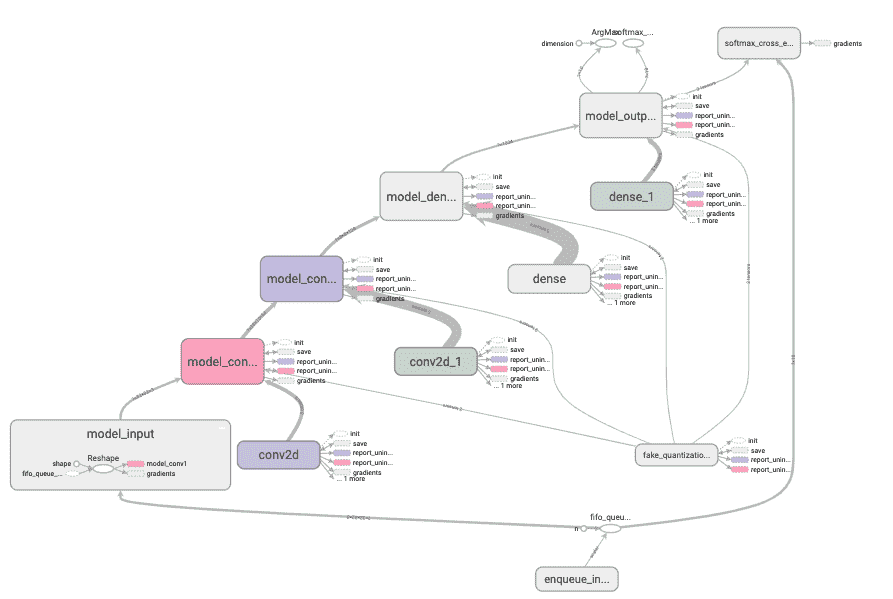 ArgMax
softmax_...
dimension
softmax_cross_e...
gradients
model_outp...
init
save
report_unin...
report_unin...
gradients
model_den...
init
save
report_unin...
report_unin...
gradients
dense_1
init
save
report_unin...
report_unin...
gradients
... 1 more
model_con...
init
save
report_unin...
report_unin...
gradients
dense
init
save
report_unin...
report_unin...
gradients
... 1 more
model_con...
init
save
report_unin...
report_unin...
gradients
conv2d_1
init
save
report_unin...
report_unin...
gradients
... 1 more
model_input
Reshape
shape
fifo_queue_...
model_conv1
gradients
conv2d
init
save
report_unin...
report_unin...
gradients
... 1 more
fake_quantizatio...
init
save
report_unin...
report_unin...
fifo_queu...
n
enqueue_in...